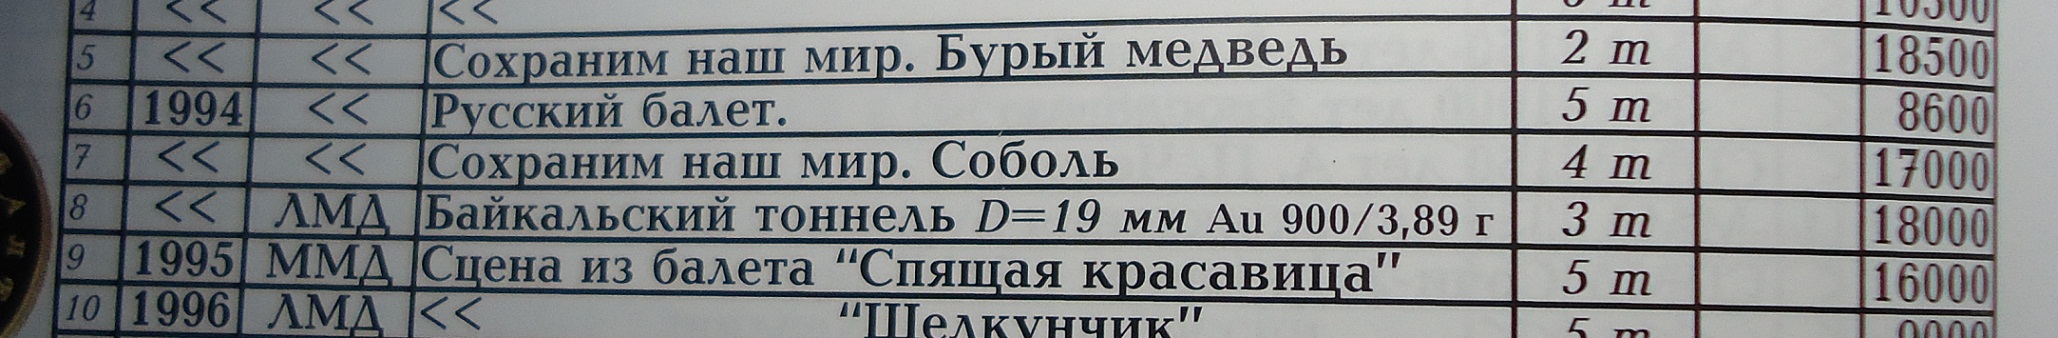 4 << << <<
5 << << Сохраним наш мир. Бурый медведь 2 т 18500
6 1994 << Русский балет. 5 т 8600
7 << << Сохраним наш мир. Соболь 4 т 17000
8 << ЛМД Байкальский тоннель D=19 мм Au 900/3,89 г 3 т 18000
9 1995 ММД Сцена из балета "Спящая красавица" 5 т 16000
10 1996 ЛМД << "Щелкунчик" 5 т